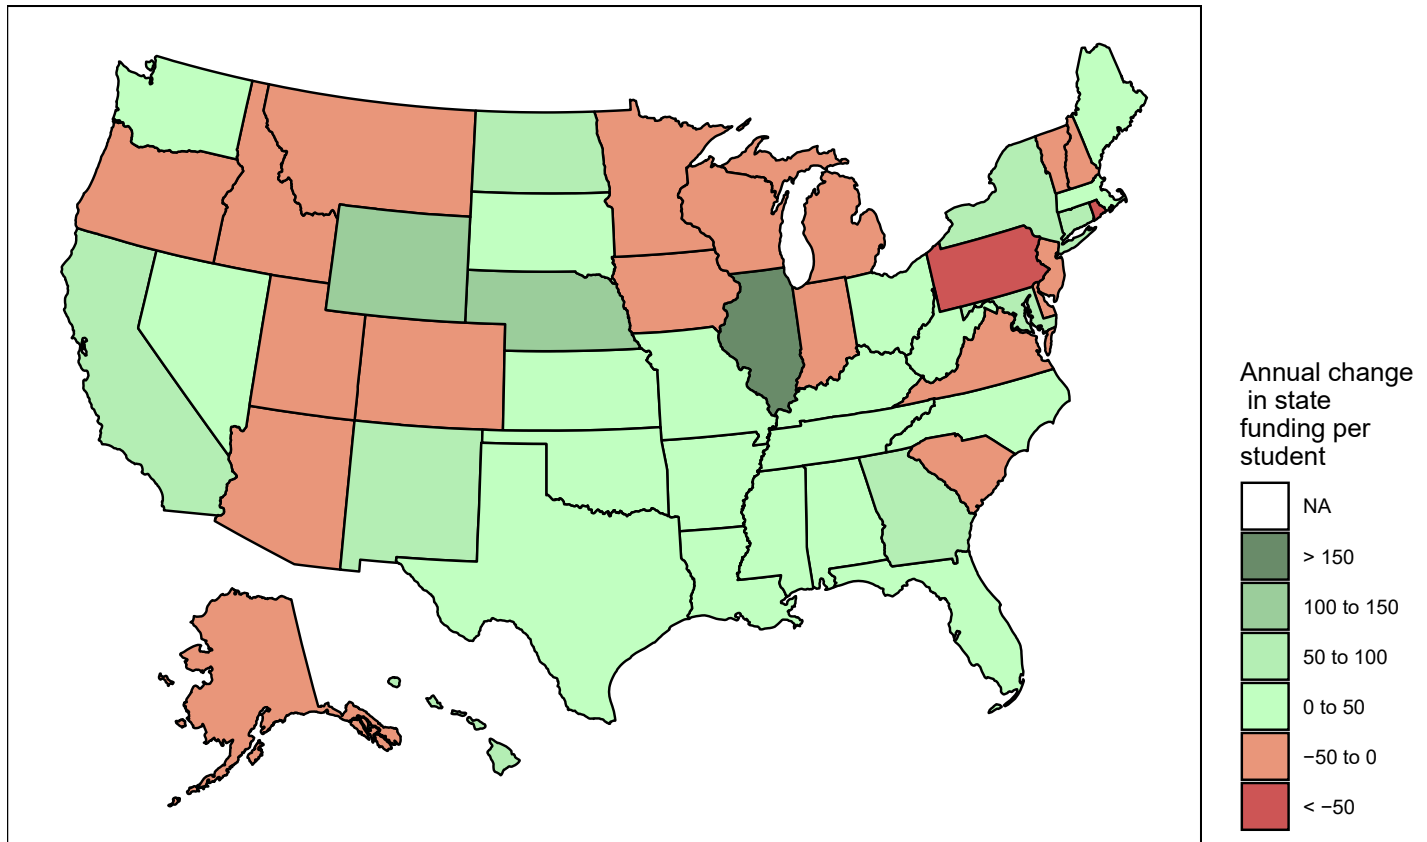 Annual change
in state
funding per
student
NA
> 150
100 to 150
50 to 100
0 to 50
−50 to 0
< −50